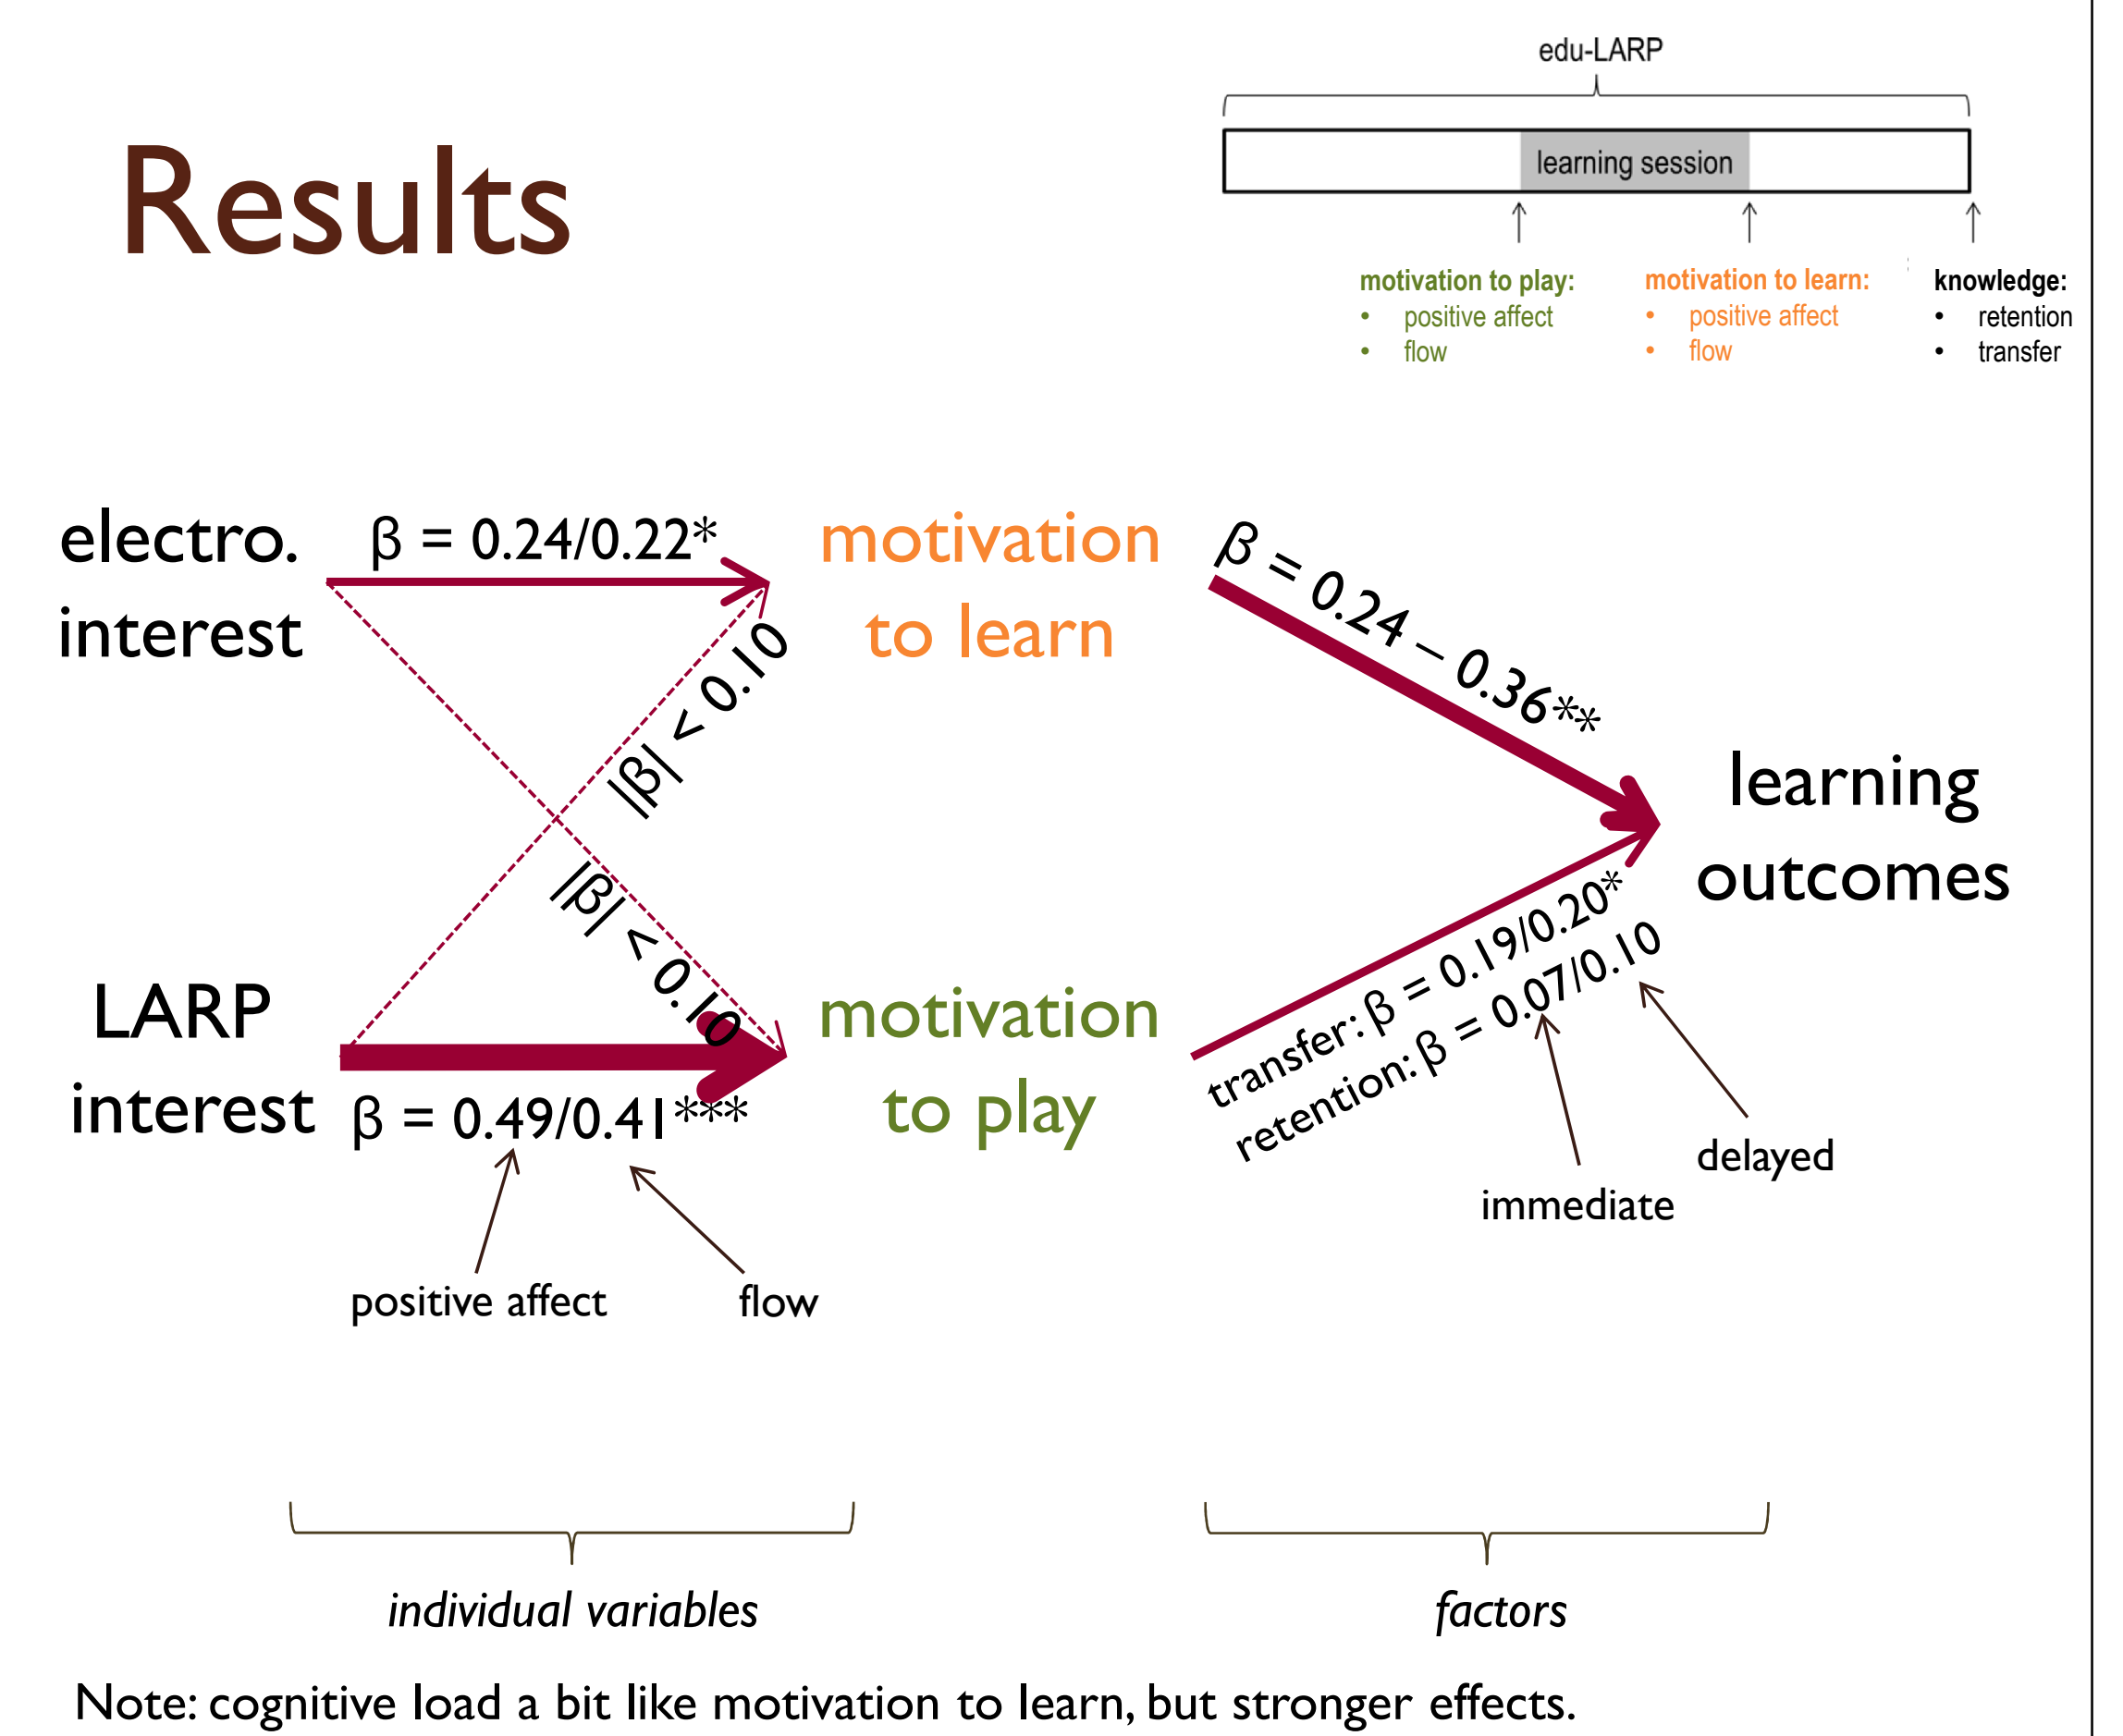 Results
edu-LARP
learning session
motivation to play:
• positive affect
• flow
motivation to learn:
• positive affect
• flow
knowledge:
• retention
• transfer
electro.
interest
β = 0.24/0.22*
motivation
to learn
β = 0.24 – 0.36**
|β| < 0.10
|β| < 0.10
learning
outcomes
LARP
interest
β = 0.49/0.41***
motivation
to play
transfer: β = 0.19/0.20*
retention: β = 0.07/0.10
positive affect
flow
immediate
delayed
individual variables
factors
Note: cognitive load a bit like motivation to learn, but stronger effects.